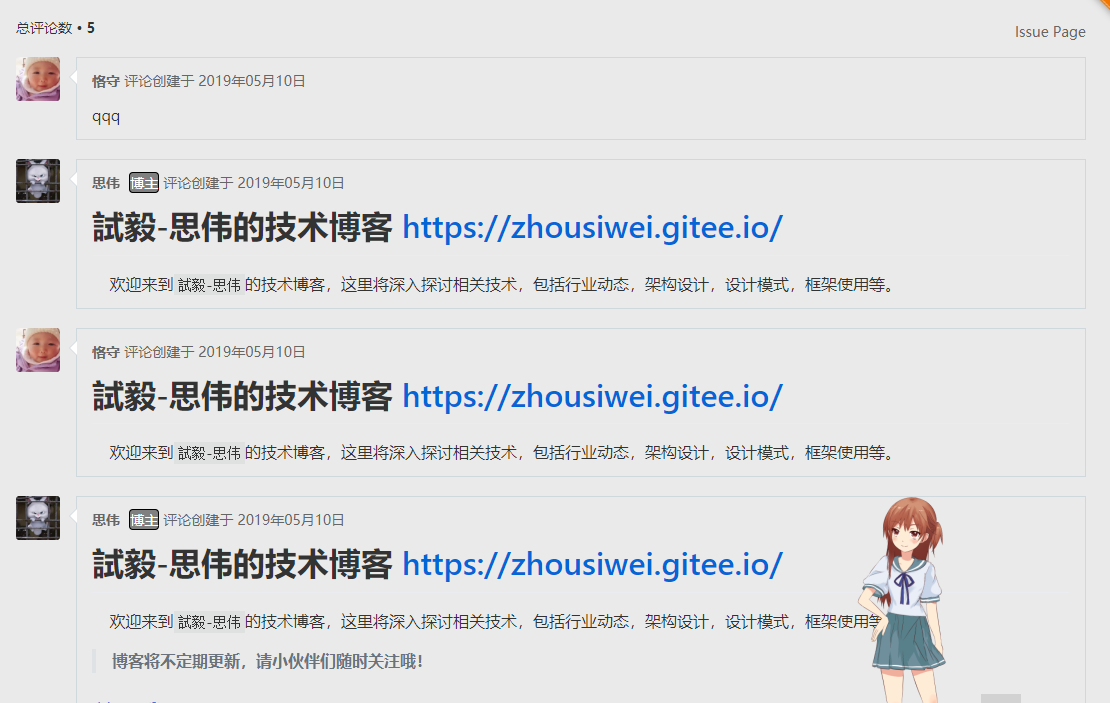 总评论数 • 5
Issue Page
恪守 评论创建于 2019年05月10日
qqq
思伟 博主 评论创建于 2019年05月10日
試毅-思伟的技术博客 https://zhousiwei.gitee.io/
欢迎来到 試毅-思伟 的技术博客，这里将深入探讨相关技术，包括行业动态，架构设计，设计模式，框架使用等。
恪守 评论创建于 2019年05月10日
試毅-思伟的技术博客 https://zhousiwei.gitee.io/
欢迎来到 試毅-思伟 的技术博客，这里将深入探讨相关技术，包括行业动态，架构设计，设计模式，框架使用等。
思伟 博主 评论创建于 2019年05月10日
試毅-思伟的技术博客 https://zhousiwei.gitee.io/
欢迎来到 試毅-思伟 的技术博客，这里将深入探讨相关技术，包括行业动态，架构设计，设计模式，框架使
博客将不定期更新，请小伙伴们随时关注哦！